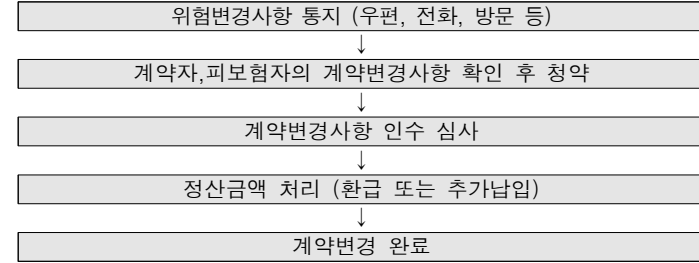 위험변경사항 통지 (우편, 전화, 방문 등)
↓
계약자,피보험자의 계약변경사항 확인 후 청약
↓
계약변경사항 인수 심사
↓
정산금액 처리 (환급 또는 추가납입)
↓
계약변경 완료